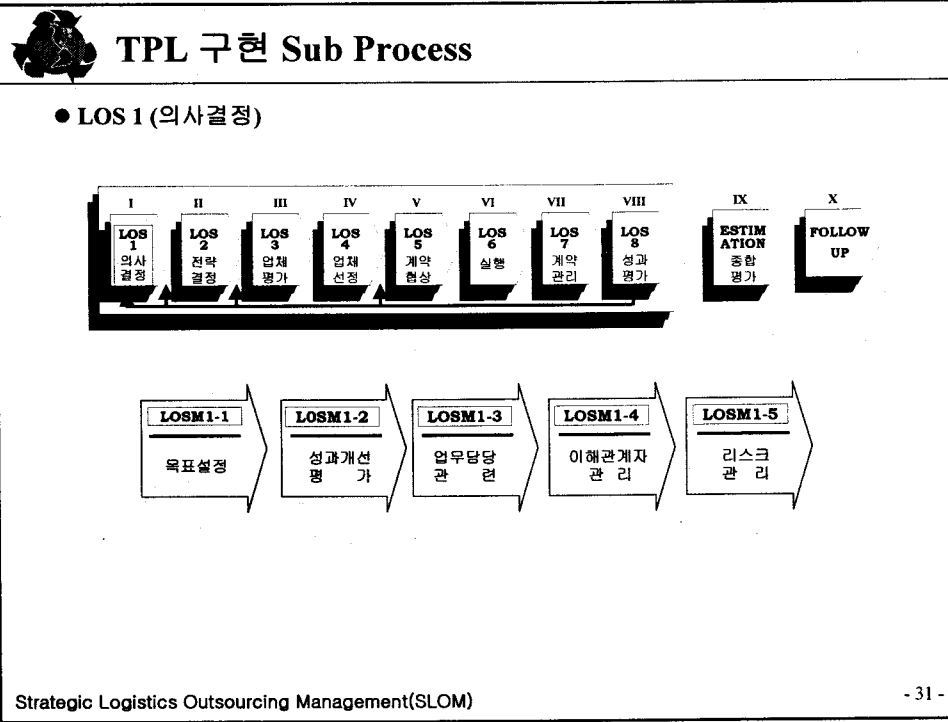 TPL 구현 Sub Process
● LOS 1 (의사결정)
I II III IV V VI VII VIII IX X
LOS 1 의사 결정
LOS 2 전략 결정
LOS 3 업체 평가
LOS 4 업체 선정
LOS 5 계약 협상
LOS 6 실행
LOS 7 계약 관리
LOS 8 성과 평가
ESTIM ATION 종합 평가
FOLLOW UP
LOSM1-1
목표설정
LOSM1-2
성과개선
평 가
LOSM1-3
업무담당
관 련
LOSM1-4
이해관계자
관 리
LOSM1-5
리스크
관 리
Strategic Logistics Outsourcing Management(SLOM)
- 31 -